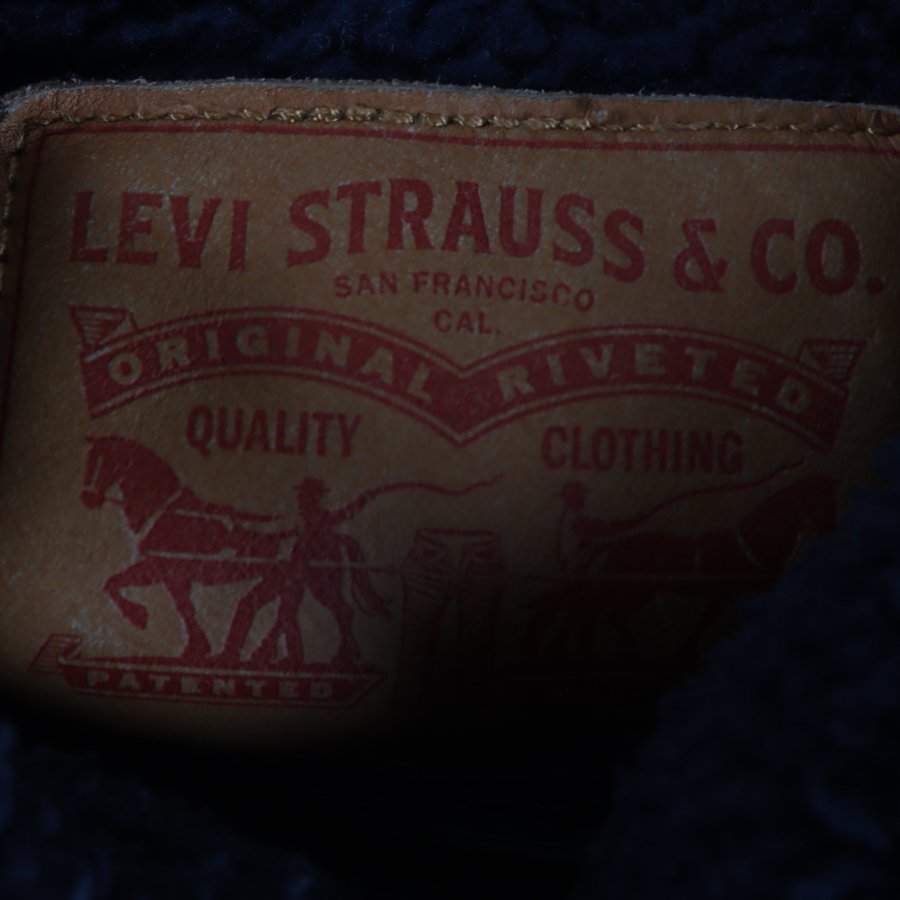 LEVI STRAUSS & CO.
SAN FRANCISCO
CAL.
ORIGINAL RIVETED
QUALITY CLOTHING
PATENTED